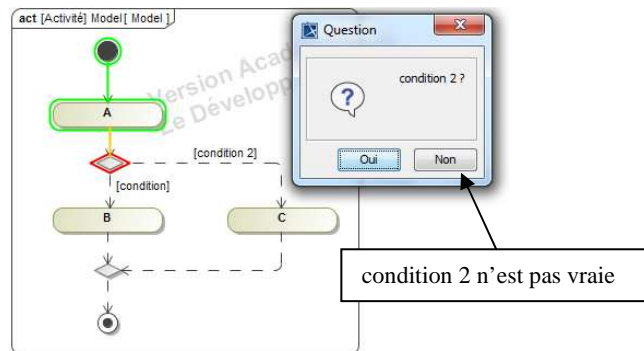 act [Activité] Model [ Model ]
Version Acad
Le Développ
A
[condition 2]
[condition]
B
C
Question
condition 2 ?
Oui
Non
condition 2 n’est pas vraie